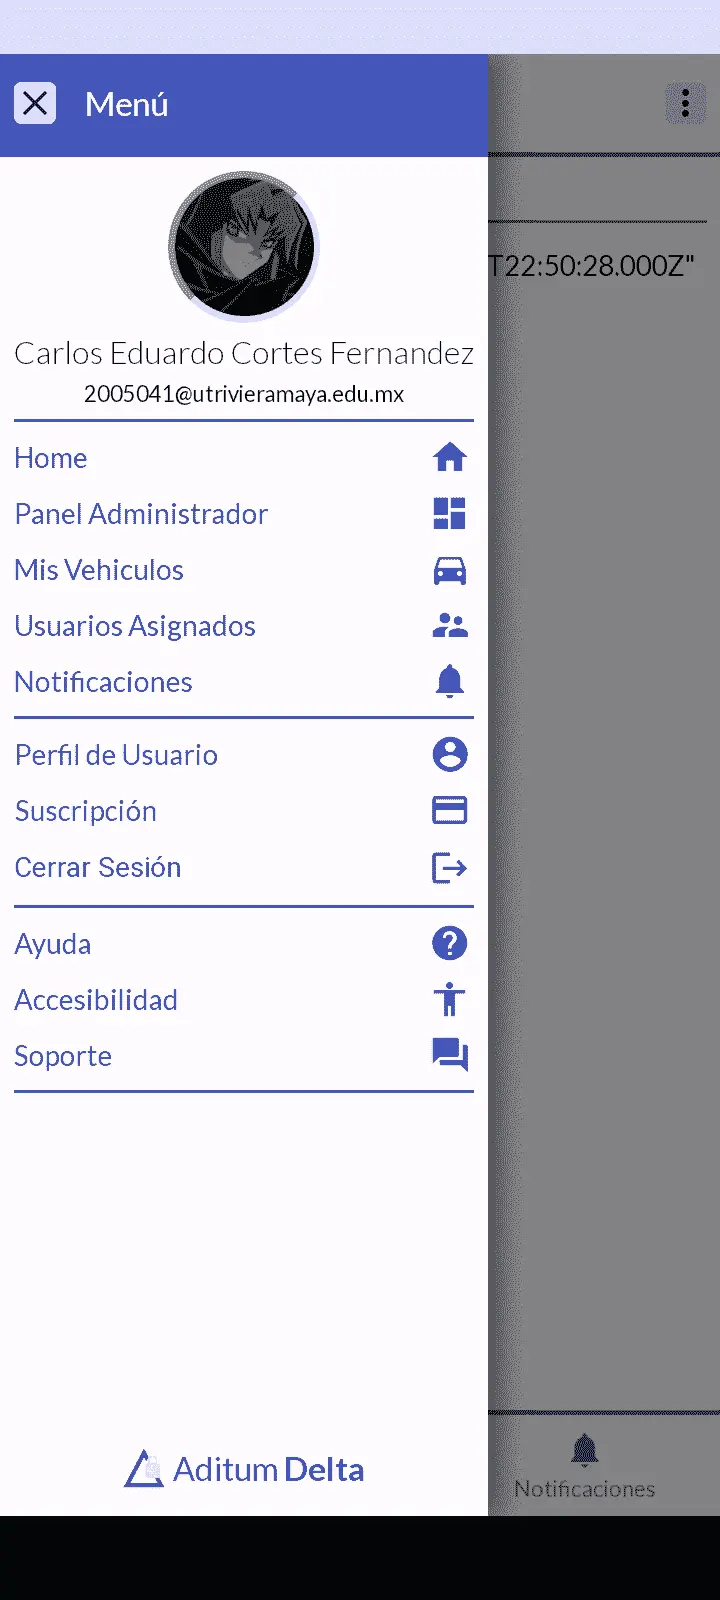 Menú
T22:50:28.000Z"
Carlos Eduardo Cortes Fernandez
2005041@utrivieramaya.edu.mx
Home
Panel Administrador
Mis Vehiculos
Usuarios Asignados
Notificaciones
Perfil de Usuario
Suscripción
Cerrar Sesión
Ayuda
Accesibilidad
Soporte
Aditum Delta
Notificaciones